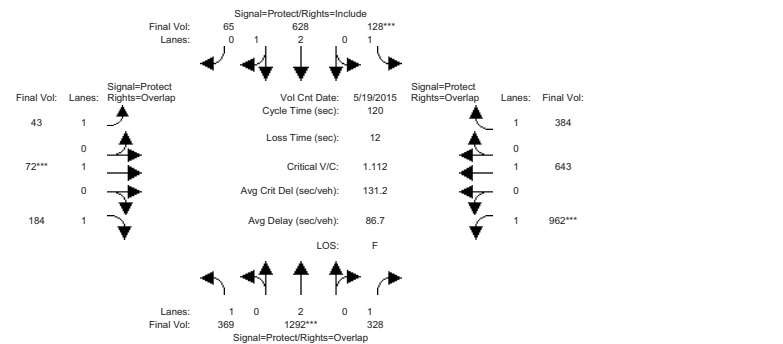 Signal=Protect/Rights=Include
Final Vol: 65 628 128***
Lanes: 0 1 2 0 1
Signal=Protect Signal=Protect
Final Vol: Lanes: Rights=Overlap Vol Cnt Date: 5/19/2015 Rights=Overlap Lanes: Final Vol:
Cycle Time (sec): 120
43 1 1 384
Loss Time (sec): 12
0 0
72*** 1 Critical V/C: 1.112 1 643
0 Avg Crit Del (sec/veh): 131.2 0
184 1 Avg Delay (sec/veh): 86.7 1 962***
LOS: F
Lanes: 1 0 2 0 1
Final Vol: 369 1292*** 328
Signal=Protect/Rights=Overlap